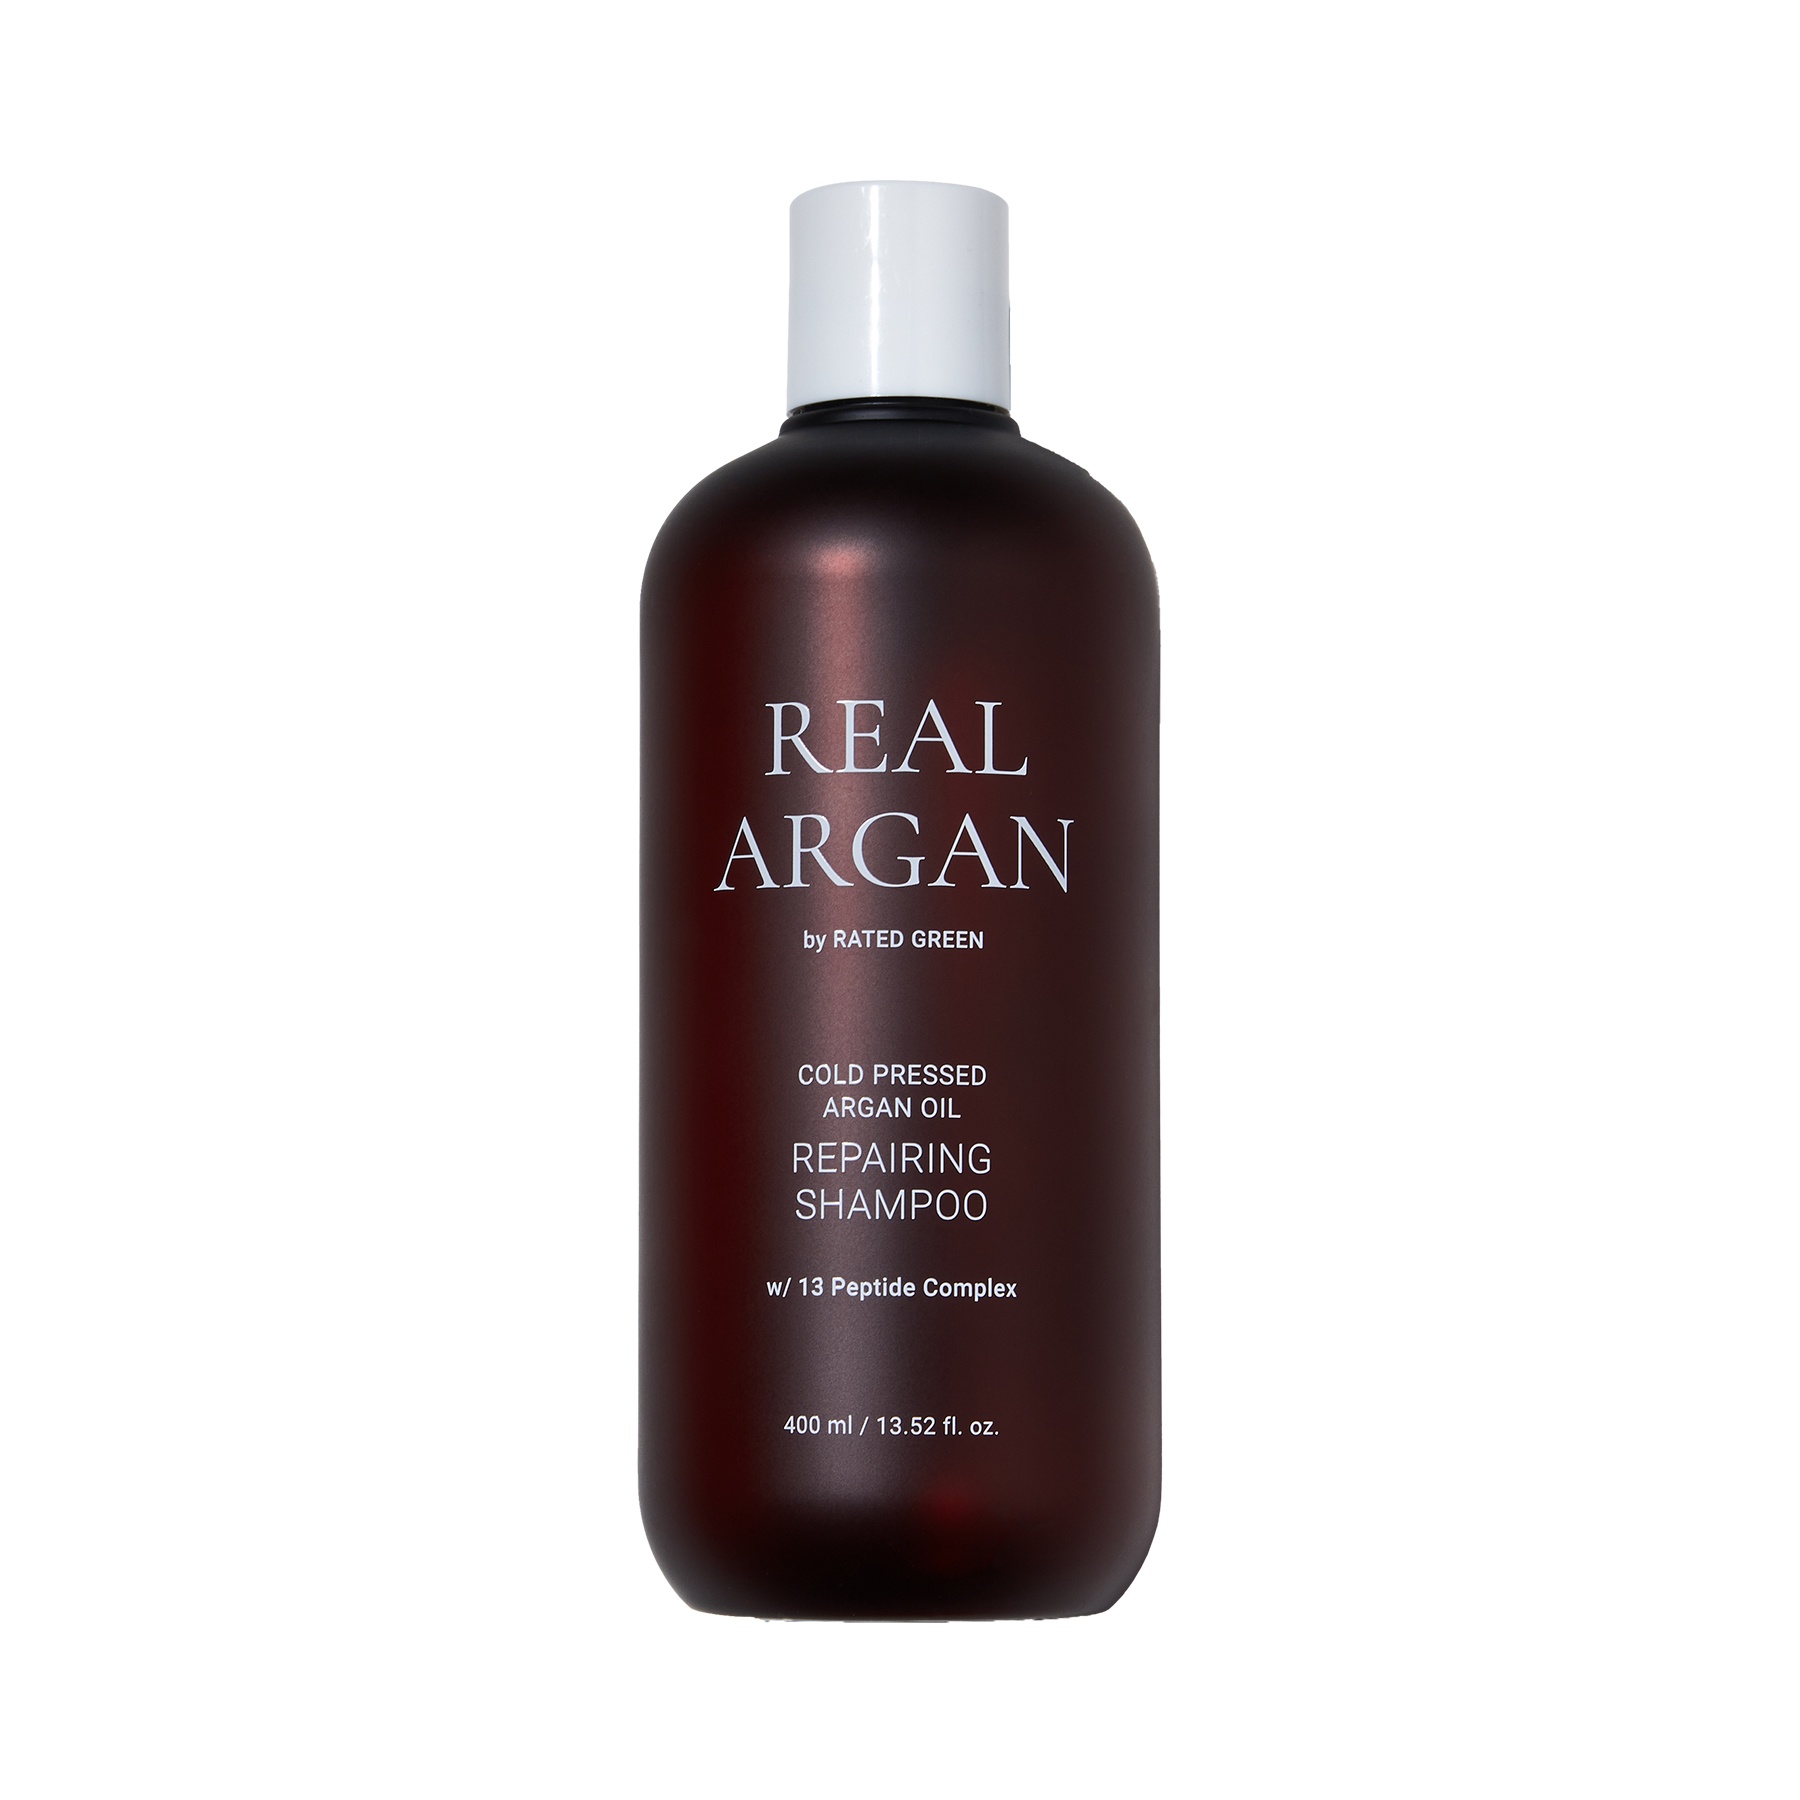 REAL
ARGAN
by RATED GREEN
COLD PRESSED
ARGAN OIL
REPAIRING
SHAMPOO
w/ 13 Peptide Complex
400 ml / 13.52 fl. oz.